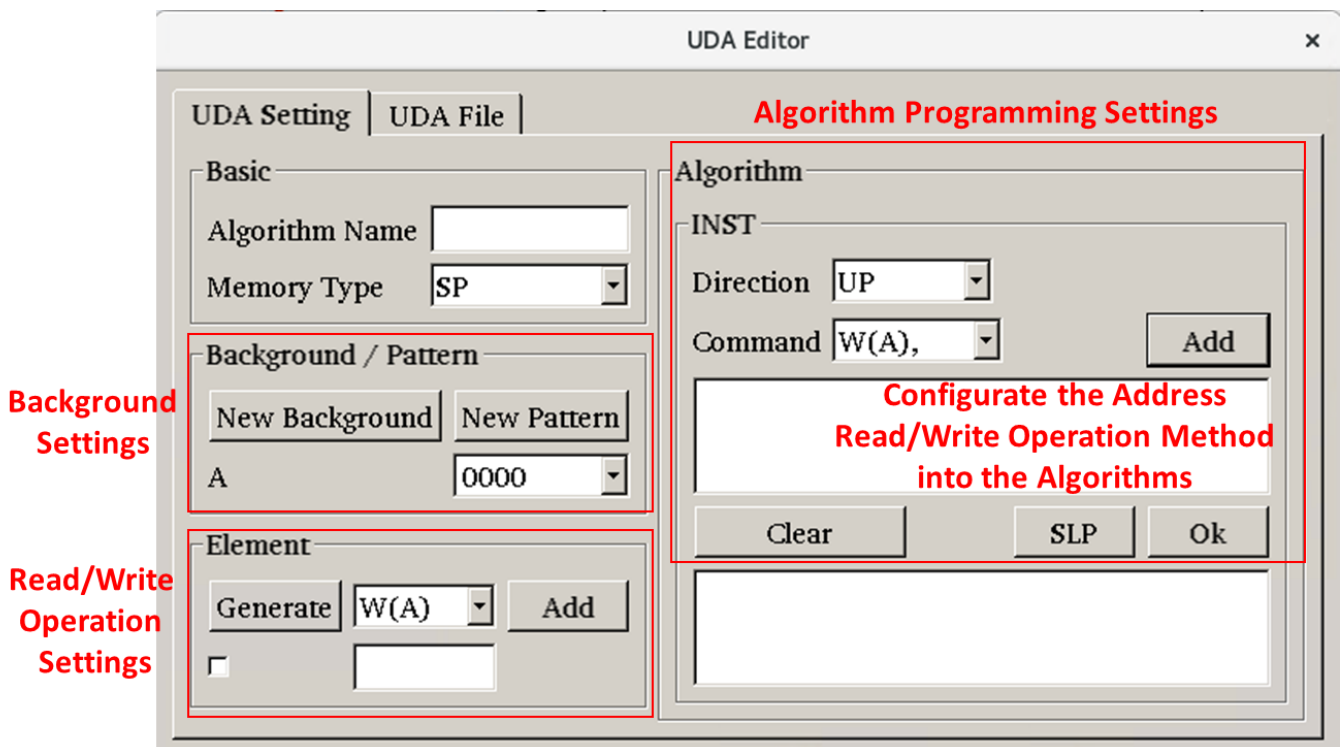 UDA Editor
×
UDA Setting
UDA File
Algorithm Programming Settings
Basic
Algorithm Name
Memory Type
SP
Background / Pattern
New Background
New Pattern
A
0000
Background
Settings
Element
Generate
W(A)
Add
Read/Write
Operation
Settings
Algorithm
INST
Direction
UP
Command
W(A),
Add
Configurate the Address
Read/Write Operation Method
into the Algorithms
Clear
SLP
Ok